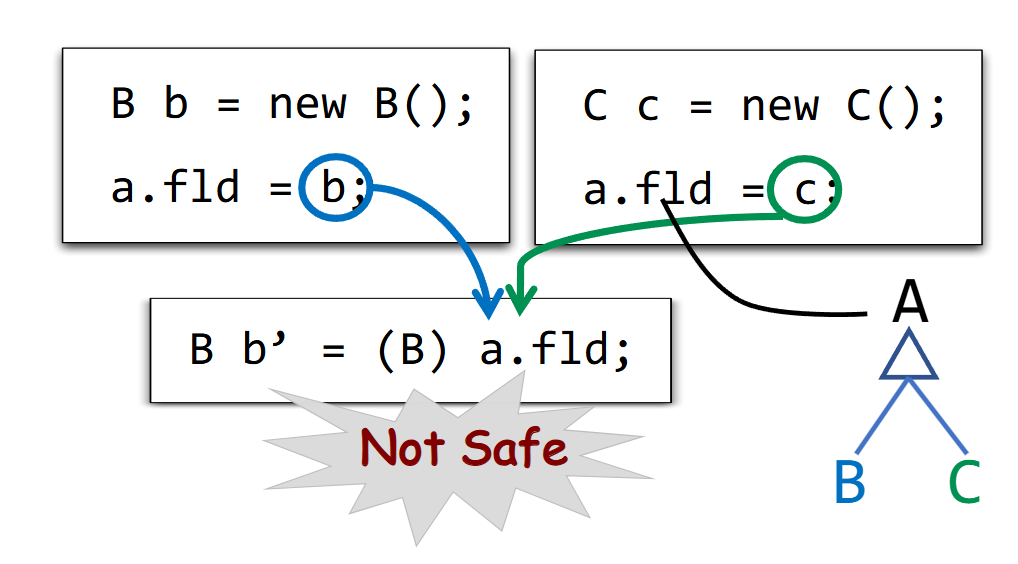 B b = new B();
a.fld = b;
C c = new C();
a.fld = c;
B b’ = (B) a.fld;
Not Safe
A
B
C